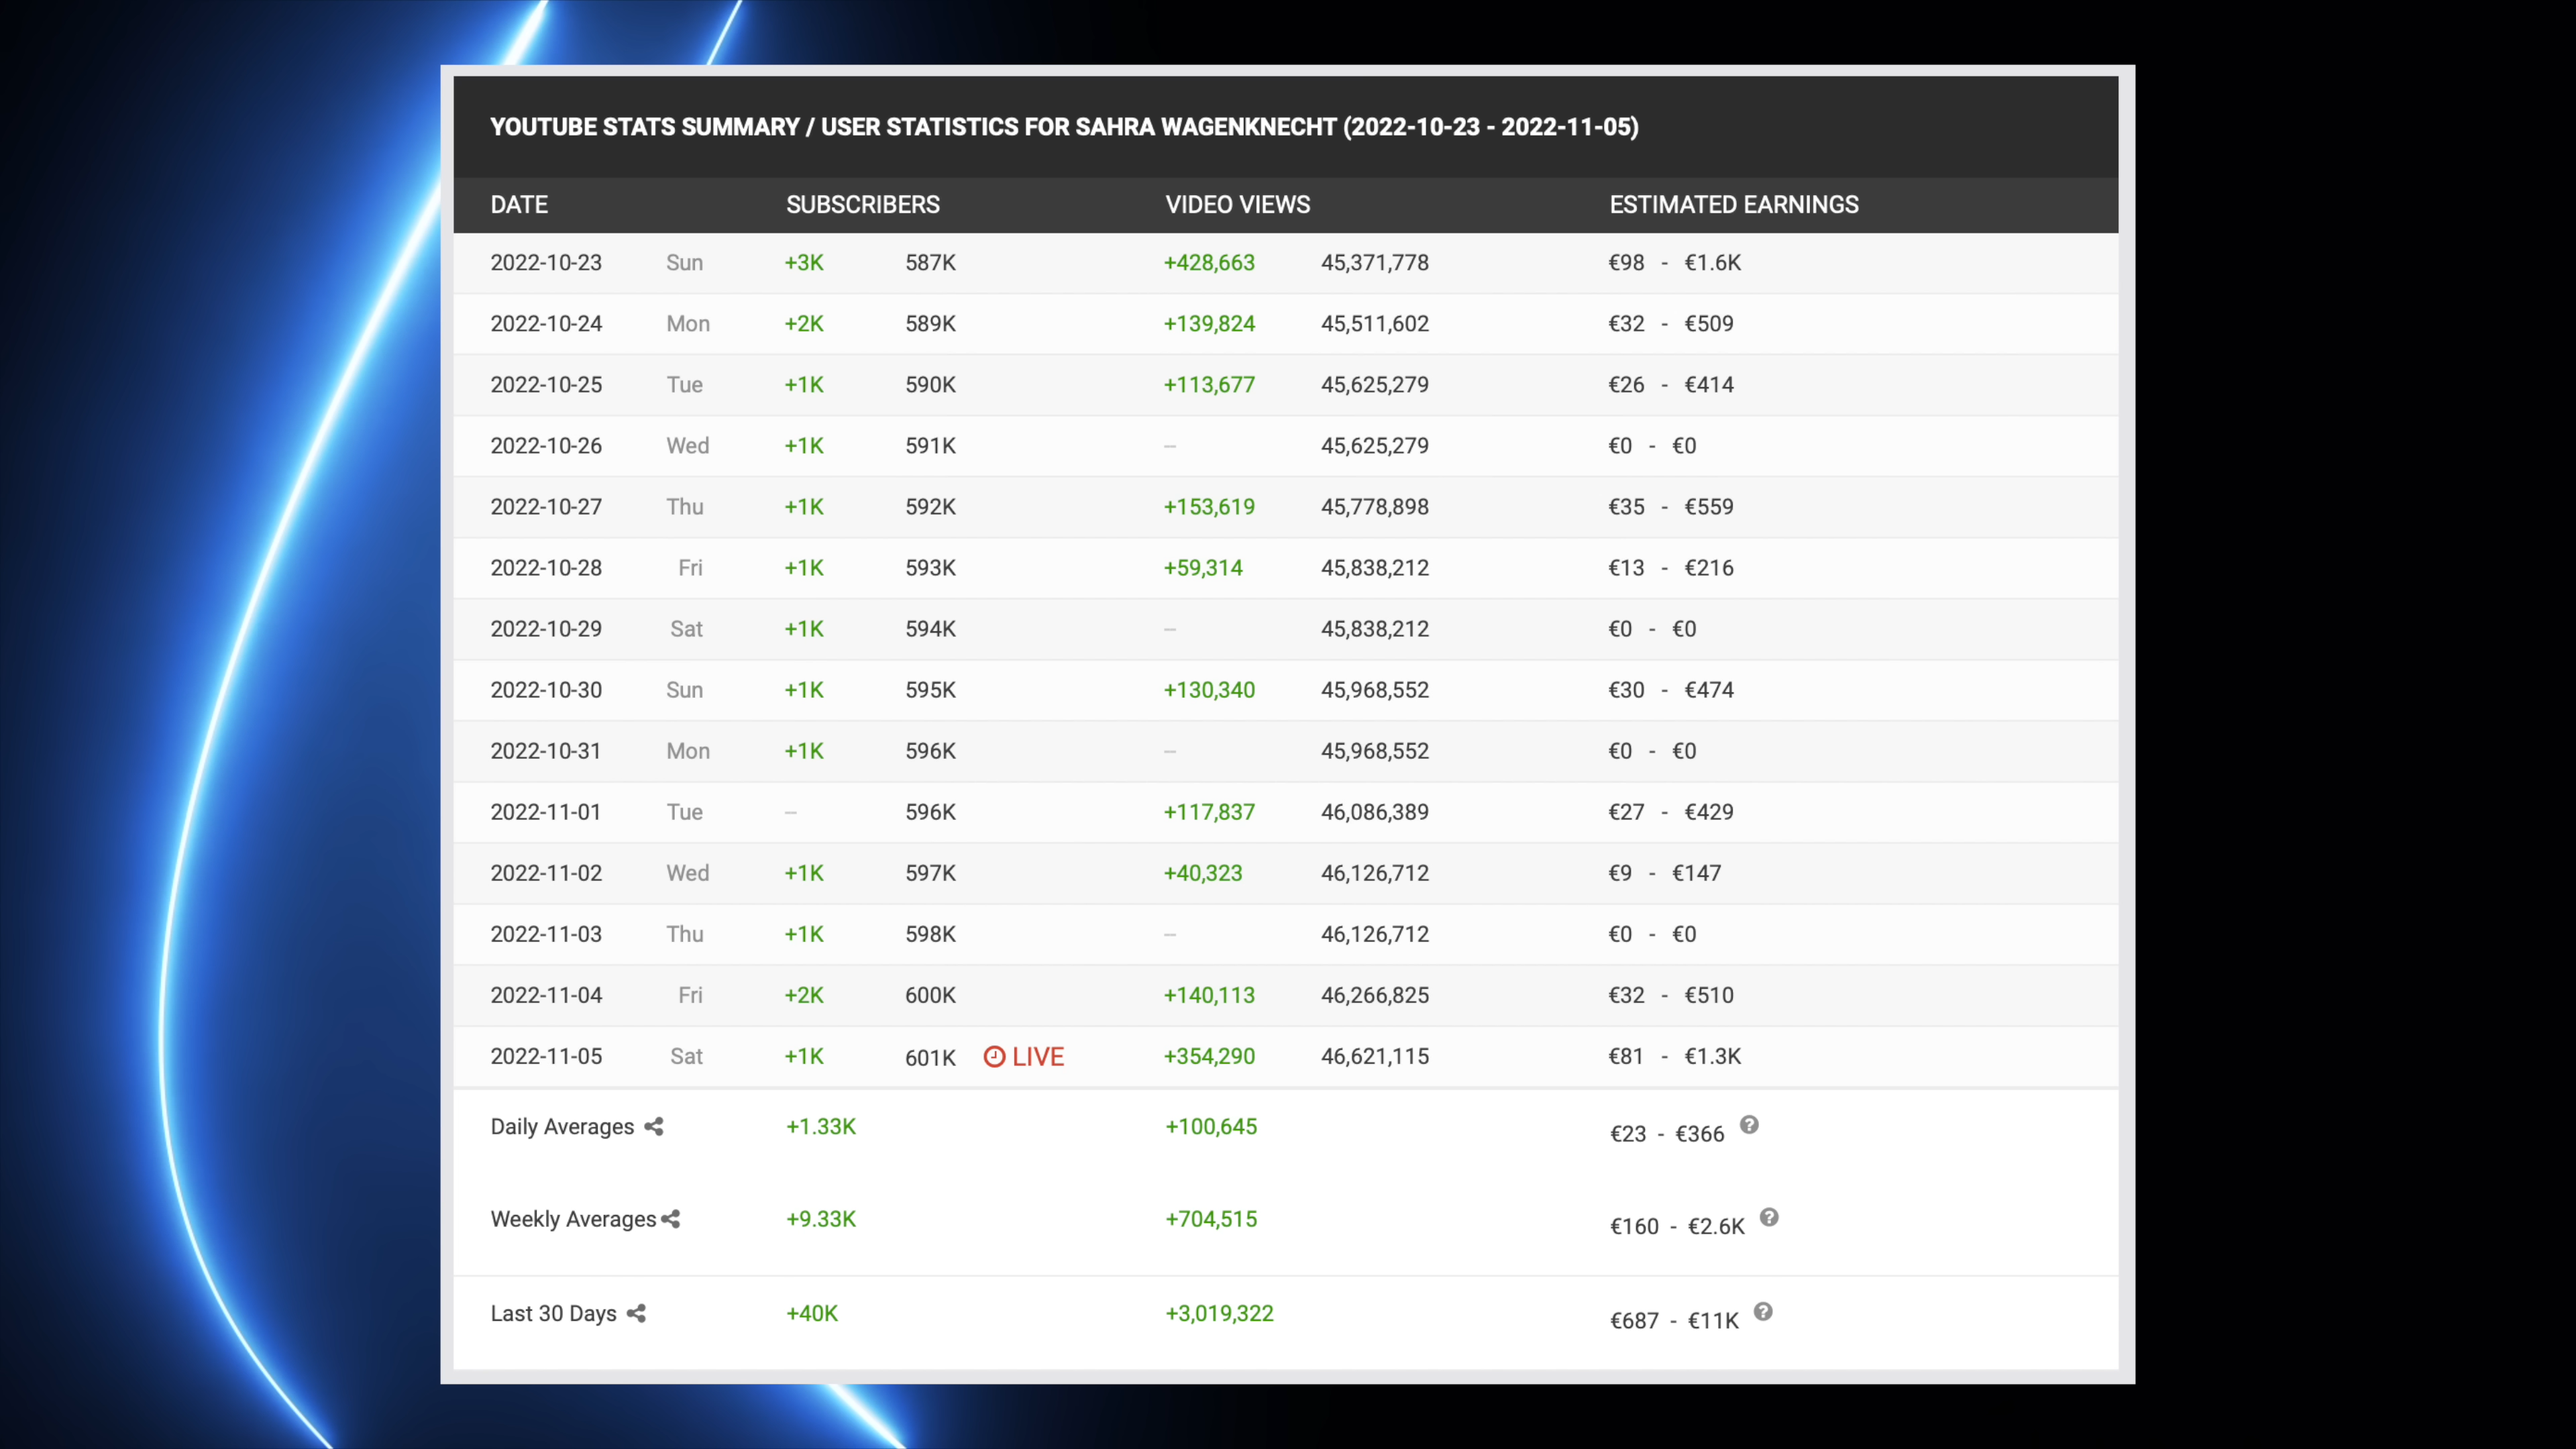 YOUTUBE STATS SUMMARY / USER STATISTICS FOR SAHRA WAGENKNECHT (2022-10-23 - 2022-11-05)
DATE SUBSCRIBERS VIDEO VIEWS ESTIMATED EARNINGS
2022-10-23 Sun +3K 587K +428,663 45,371,778 €98 - €1.6K
2022-10-24 Mon +2K 589K +139,824 45,511,602 €32 - €509
2022-10-25 Tue +1K 590K +113,677 45,625,279 €26 - €414
2022-10-26 Wed +1K 591K -- 45,625,279 €0 - €0
2022-10-27 Thu +1K 592K +153,619 45,778,898 €35 - €559
2022-10-28 Fri +1K 593K +59,314 45,838,212 €13 - €216
2022-10-29 Sat +1K 594K -- 45,838,212 €0 - €0
2022-10-30 Sun +1K 595K +130,340 45,968,552 €30 - €474
2022-10-31 Mon +1K 596K -- 45,968,552 €0 - €0
2022-11-01 Tue -- 596K +117,837 46,086,389 €27 - €429
2022-11-02 Wed +1K 597K +40,323 46,126,712 €9 - €147
2022-11-03 Thu +1K 598K -- 46,126,712 €0 - €0
2022-11-04 Fri +2K 600K +140,113 46,266,825 €32 - €510
2022-11-05 Sat +1K 601K LIVE +354,290 46,621,115 €81 - €1.3K
Daily Averages +1.33K +100,645 €23 - €366 ?
Weekly Averages +9.33K +704,515 €160 - €2.6K ?
Last 30 Days +40K +3,019,322 €687 - €11K ?